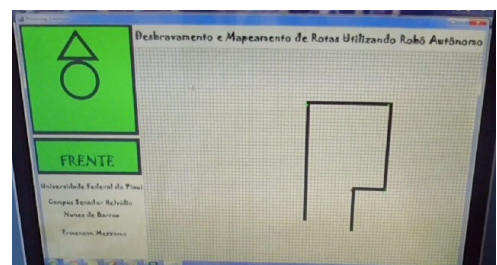 Desbravamento e Mapeamento de Rotas Utilizando Robô Autônomo
FRENTE
Universidade Federal do Piauí
Campus Senador Helvídio
Nunes de Barros